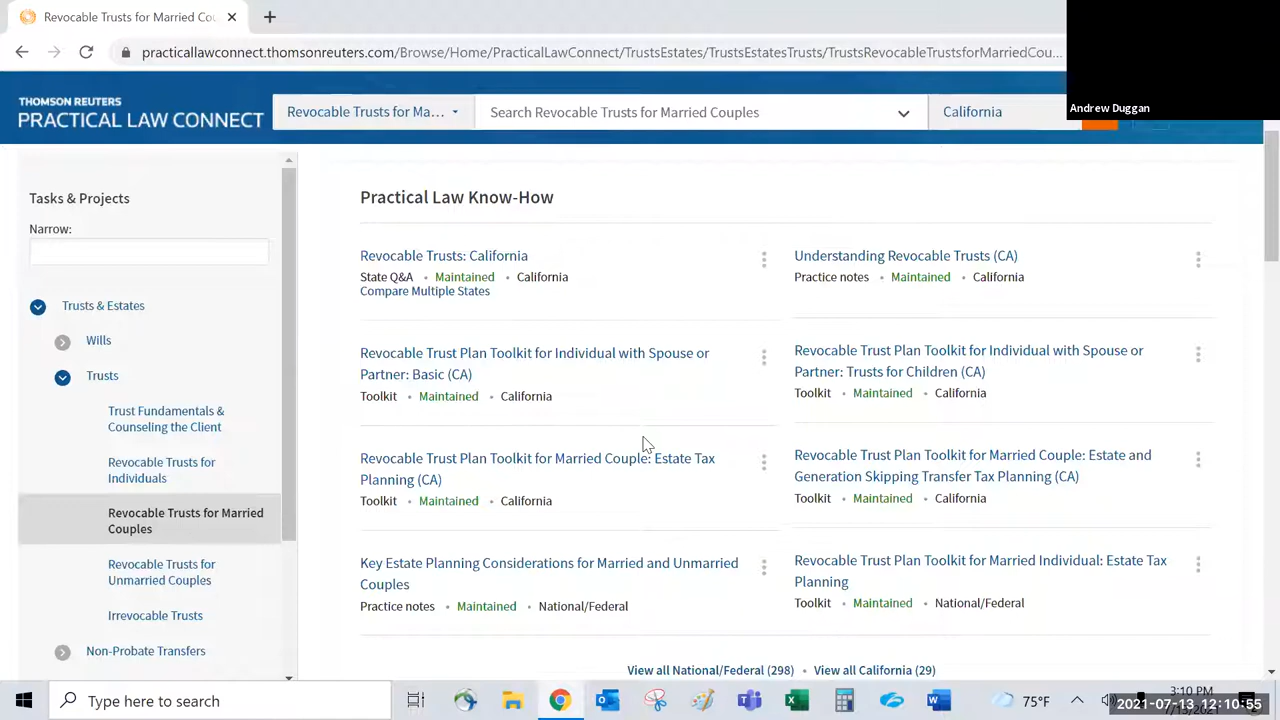 Revocable Trusts for Married Cou
practicallawconnect.thomsonreuters.com/Browse/Home/PracticalLawConnect/TrustsEstates/TrustsEstatesTrusts/TrustsRevocableTrustsforMarriedCou...
Andrew Duggan
THOMSON REUTERS
PRACTICAL LAW CONNECT
Revocable Trusts for Ma...
Search Revocable Trusts for Married Couples
California
Tasks & Projects
Narrow:
Trusts & Estates
Wills
Trusts
Trust Fundamentals &
Counseling the Client
Revocable Trusts for
Individuals
Revocable Trusts for Married
Couples
Revocable Trusts for
Unmarried Couples
Irrevocable Trusts
Non-Probate Transfers
Practical Law Know-How
Revocable Trusts: California
State Q&A • Maintained • California
Compare Multiple States
Understanding Revocable Trusts (CA)
Practice notes • Maintained • California
Revocable Trust Plan Toolkit for Individual with Spouse or
Partner: Basic (CA)
Toolkit • Maintained • California
Revocable Trust Plan Toolkit for Individual with Spouse or
Partner: Trusts for Children (CA)
Toolkit • Maintained • California
Revocable Trust Plan Toolkit for Married Couple: Estate Tax
Planning (CA)
Toolkit • Maintained • California
Revocable Trust Plan Toolkit for Married Couple: Estate and
Generation Skipping Transfer Tax Planning (CA)
Toolkit • Maintained • California
Key Estate Planning Considerations for Married and Unmarried
Couples
Practice notes • Maintained • National/Federal
Revocable Trust Plan Toolkit for Married Individual: Estate Tax
Planning
Toolkit • Maintained • National/Federal
View all National/Federal (298) • View all California (29)
Type here to search
75°F
3:10 PM
2021-07-13 12:10:55